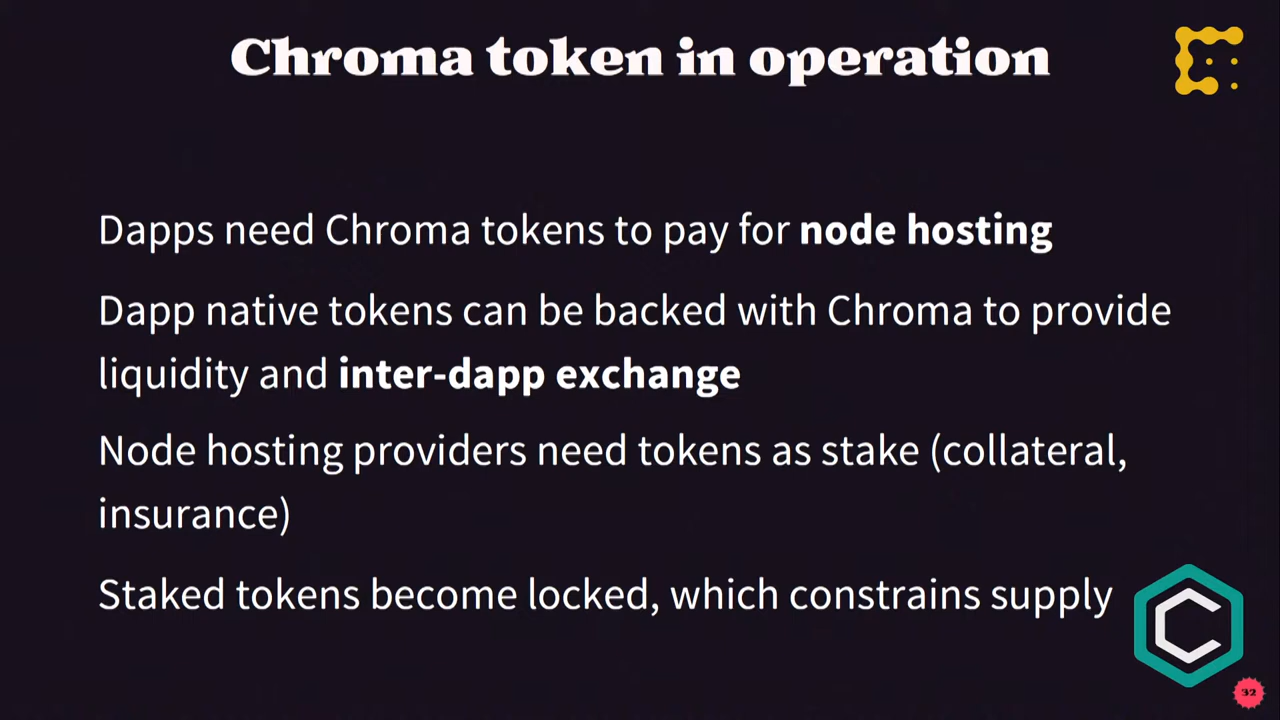 Chroma token in operation
Dapps need Chroma tokens to pay for node hosting
Dapp native tokens can be backed with Chroma to provide
liquidity and inter-dapp exchange
Node hosting providers need tokens as stake (collateral,
insurance)
Staked tokens become locked, which constrains supply
32